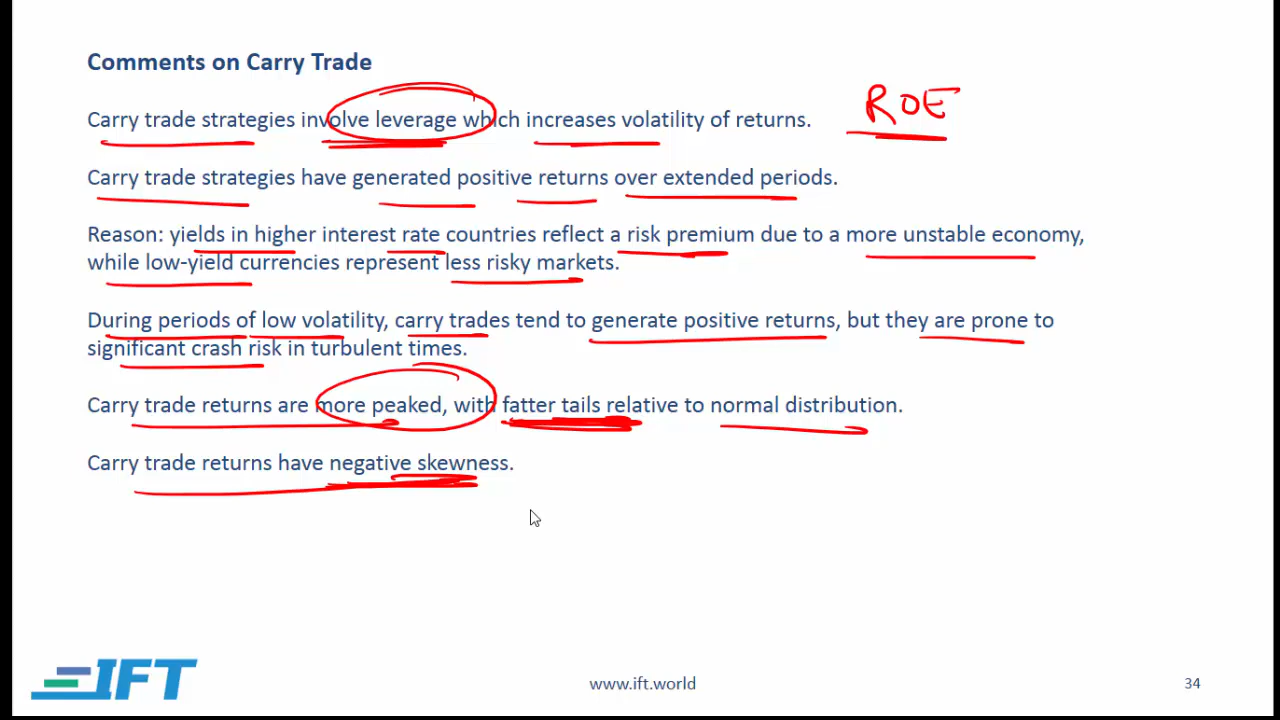 Comments on Carry Trade
Carry trade strategies involve leverage which increases volatility of returns.
ROE
Carry trade strategies have generated positive returns over extended periods.
Reason: yields in higher interest rate countries reflect a risk premium due to a more unstable economy,
while low-yield currencies represent less risky markets.
During periods of low volatility, carry trades tend to generate positive returns, but they are prone to
significant crash risk in turbulent times.
Carry trade returns are more peaked, with fatter tails relative to normal distribution.
Carry trade returns have negative skewness.
IFT
www.ift.world
34